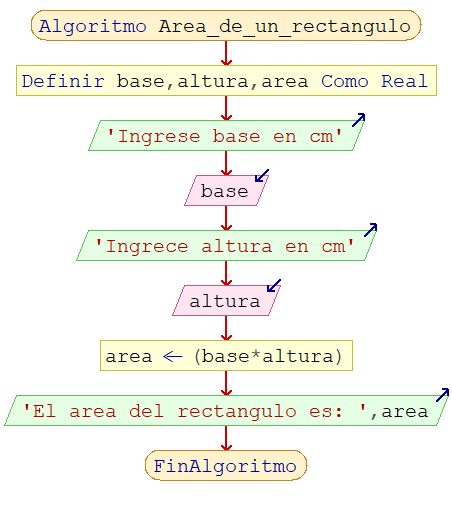 Algoritmo Area_de_un_rectangulo
Definir base,altura,area Como Real
'Ingrese base en cm'
base
'Ingrece altura en cm'
altura
area ← (base*altura)
'El area del rectangulo es: ',area
FinAlgoritmo